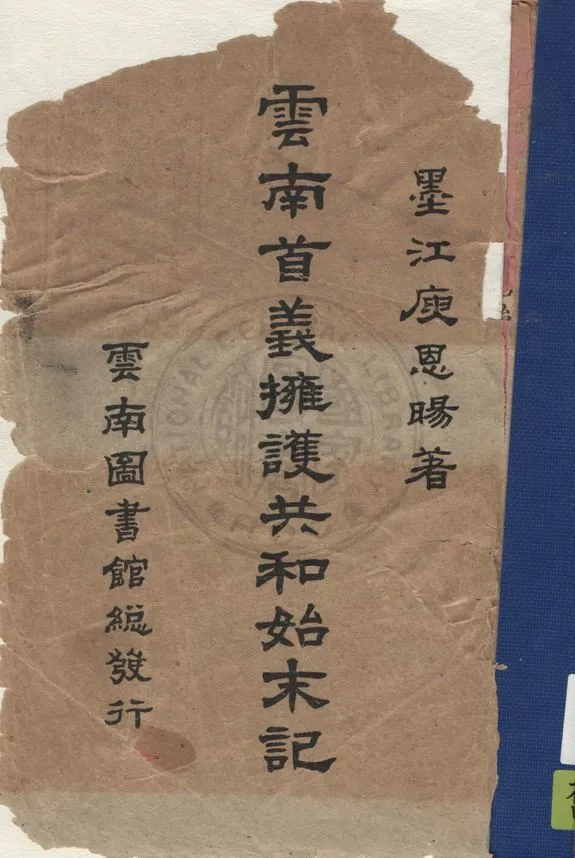 墨江庾恩暘著
雲南首義擁護共和始末記
雲南圖書館総發行